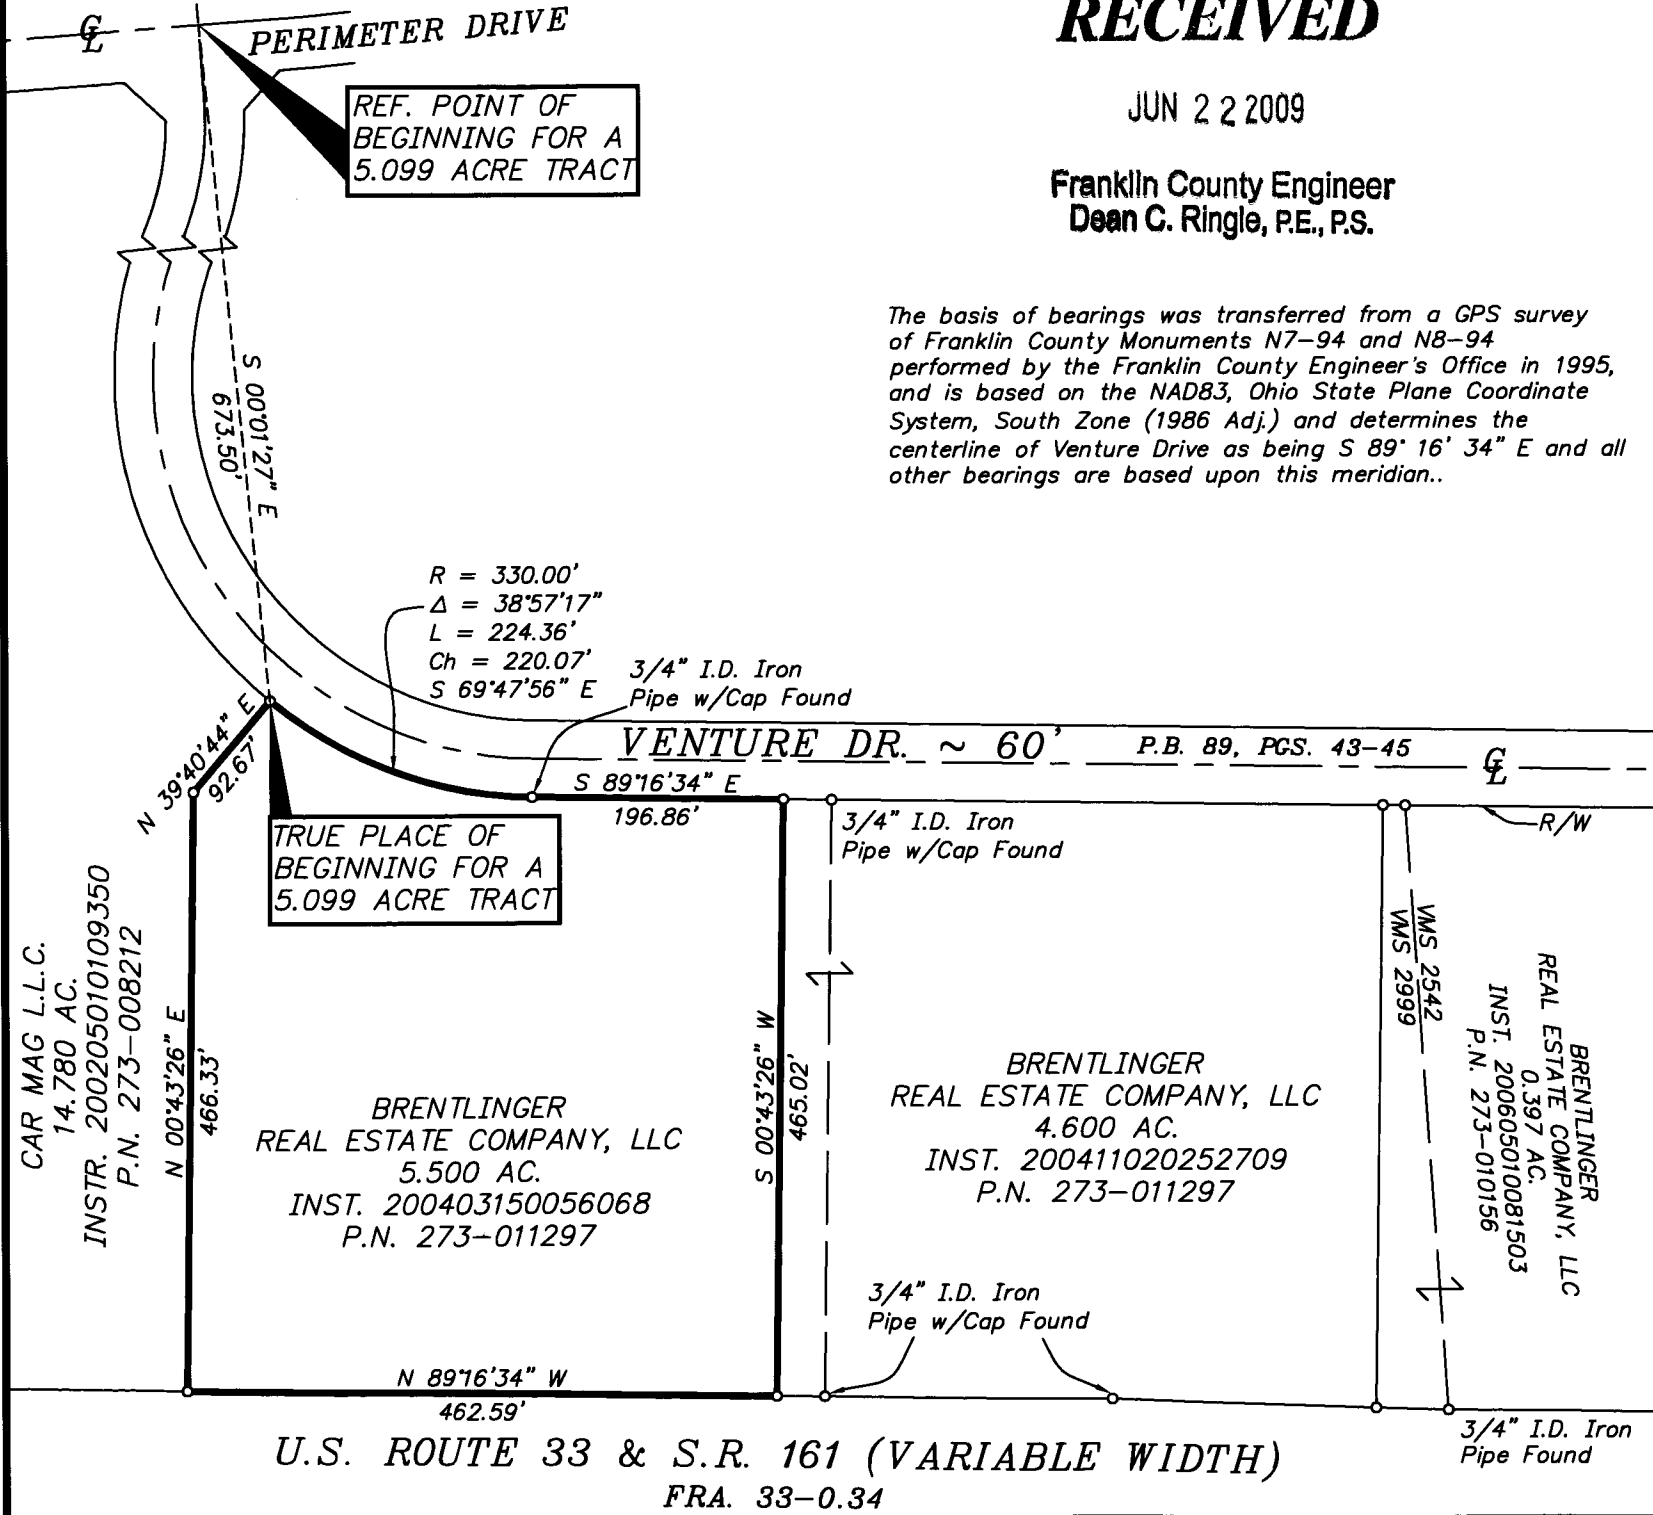 RECEIVED
JUN 2 2 2009
Franklin County Engineer
Dean C. Ringle, P.E., P.S.
℄
PERIMETER DRIVE
REF. POINT OF
BEGINNING FOR A
5.099 ACRE TRACT
The basis of bearings was transferred from a GPS survey
of Franklin County Monuments N7-94 and N8-94
performed by the Franklin County Engineer's Office in 1995,
and is based on the NAD83, Ohio State Plane Coordinate
System, South Zone (1986 Adj.) and determines the
centerline of Venture Drive as being S 89° 16' 34" E and all
other bearings are based upon this meridian..
S 00°01'27" E
673.50'
R = 330.00'
Δ = 38°57'17"
L = 224.36'
Ch = 220.07'
S 69°47'56" E
3/4" I.D. Iron
Pipe w/Cap Found
N 39°40'44" E
92.67'
VENTURE DR. ~ 60'
P.B. 89, PGS. 43-45
℄
S 89°16'34" E
196.86'
3/4" I.D. Iron
Pipe w/Cap Found
R/W
TRUE PLACE OF
BEGINNING FOR A
5.099 ACRE TRACT
CAR MAG L.L.C.
14.780 AC.
INSTR. 200205010109350
P.N. 273-008212
N 00°43'26" E
466.33'
BRENTLINGER
REAL ESTATE COMPANY, LLC
5.500 AC.
INST. 200403150056068
P.N. 273-011297
S 00°43'26" W
465.02'
BRENTLINGER
REAL ESTATE COMPANY, LLC
4.600 AC.
INST. 200411020252709
P.N. 273-011297
VMS 2542
VMS 2999
BRENTLINGER
REAL ESTATE COMPANY, LLC
0.397 AC.
INST. 200605010081503
P.N. 273-010156
3/4" I.D. Iron
Pipe w/Cap Found
N 89°16'34" W
462.59'
3/4" I.D. Iron
Pipe Found
U.S. ROUTE 33 & S.R. 161 (VARIABLE WIDTH)
FRA. 33-0.34